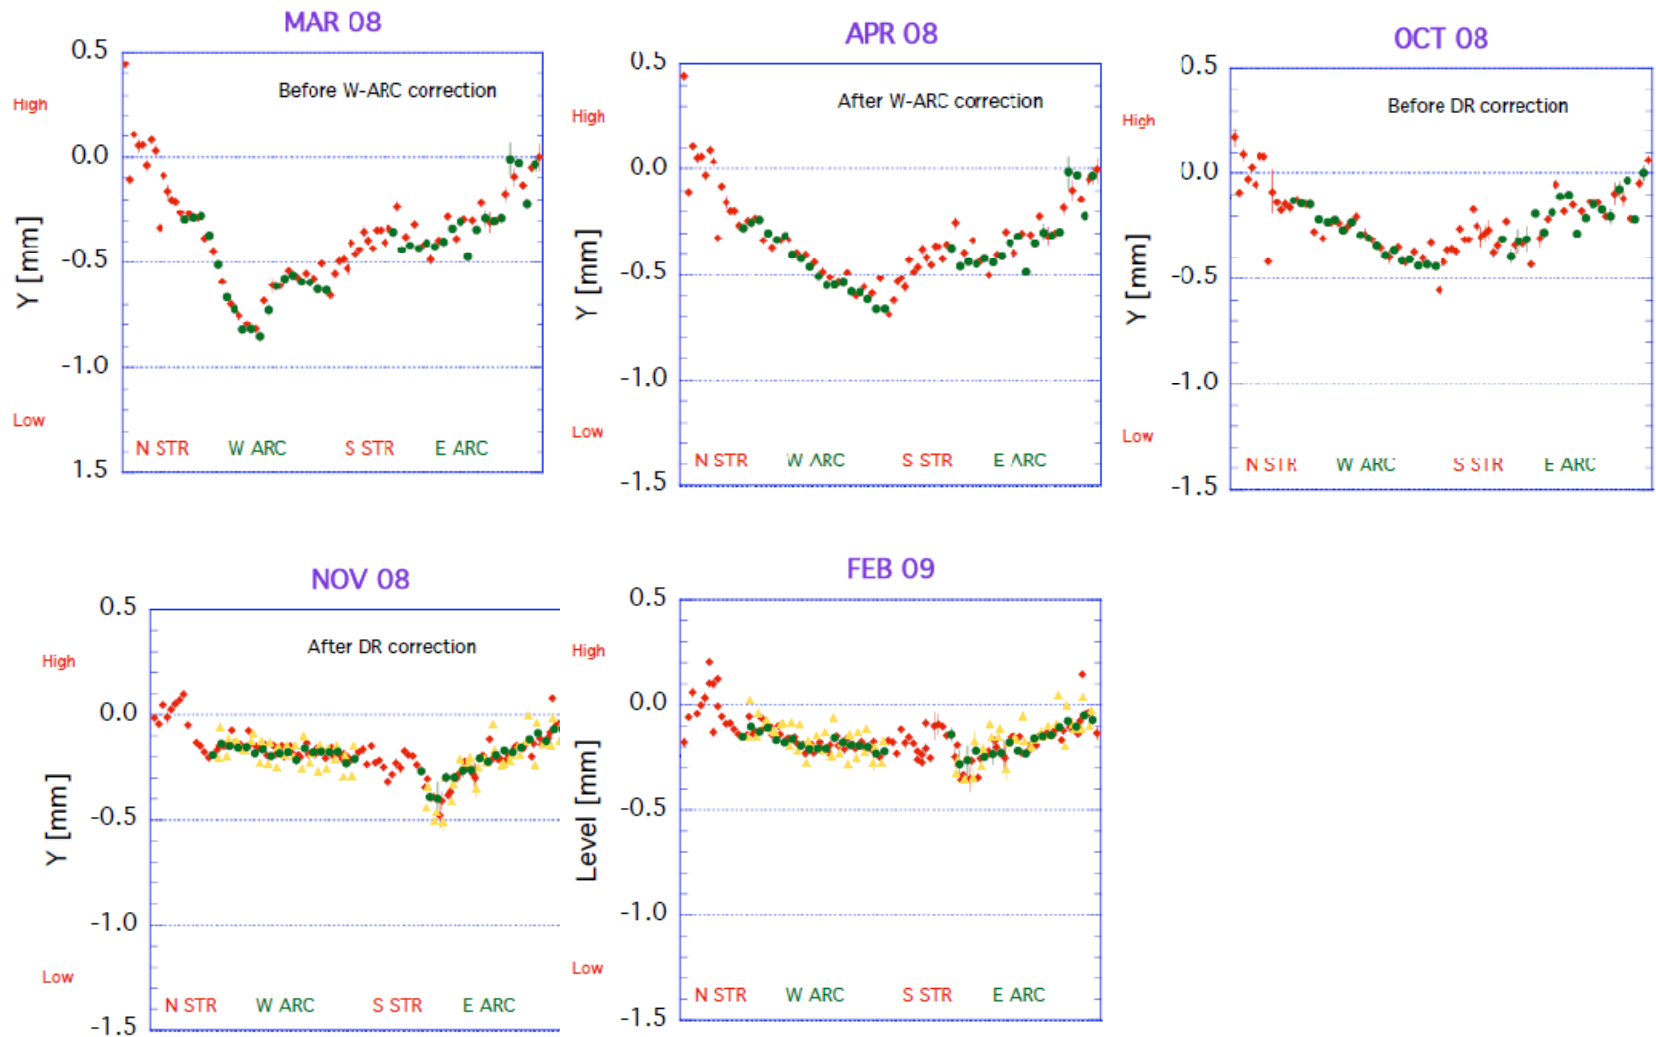 MAR 08
0.5
Before W-ARC correction
High
0.0
Y [mm]
-0.5
-1.0
Low
N STR W ARC S STR E ARC
1.5
APR 08
0.5
After W-ARC correction
High
0.0
Y [mm]
-0.5
-1.0
Low
N STR W ARC S STR E ARC
-1.5
OCT 08
0.5
Before DR correction
High
0.0
Y [mm]
-0.5
-1.0
Low
N STR W ARC S STR E ARC
-1.5
NOV 08
0.5
After DR correction
High
0.0
Y [mm]
-0.5
-1.0
Low
N STR W ARC S STR E ARC
-1.5
FEB 09
0.5
High
0.0
Level [mm]
-0.5
-1.0
Low
N STR W ARC S STR E ARC
-1.5